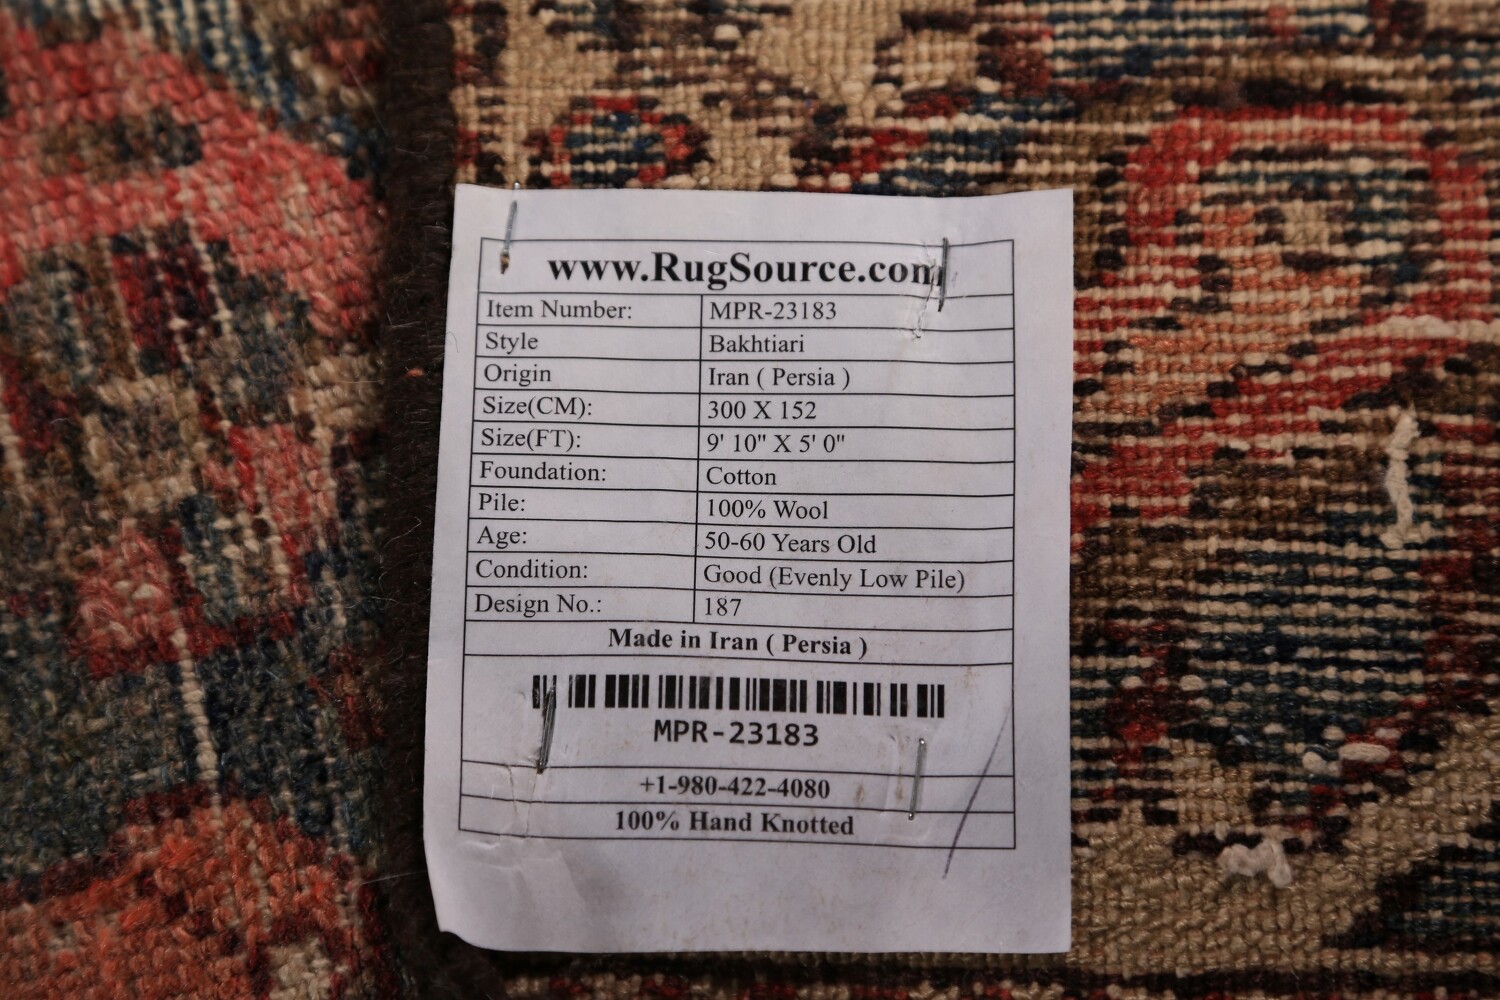 www.RugSource.com
Item Number: MPR-23183
Style Bakhtiari
Origin Iran ( Persia )
Size(CM): 300 X 152
Size(FT): 9' 10" X 5' 0"
Foundation: Cotton
Pile: 100% Wool
Age: 50-60 Years Old
Condition: Good (Evenly Low Pile)
Design No.: 187
Made in Iran ( Persia )
MPR-23183
+1-980-422-4080
100% Hand Knotted